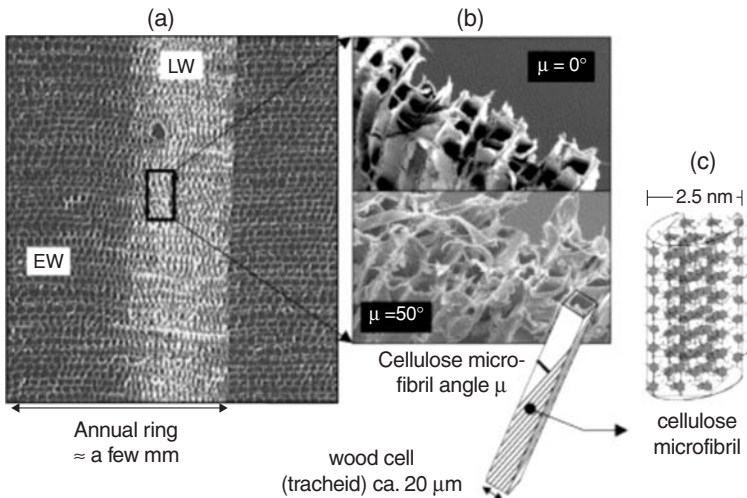 (a)
LW
EW
Annual ring
≈ a few mm
(b)
μ = 0°
μ = 50°
Cellulose micro-
fibril angle μ
wood cell
(tracheid) ca. 20 μm
(c)
2.5 nm
cellulose
microfibril